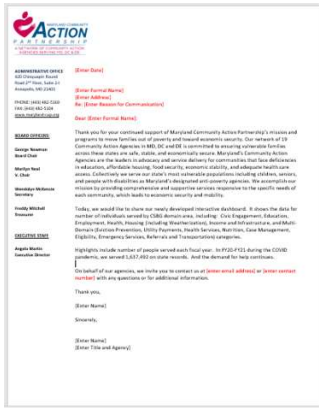 MARYLAND COMMUNITY
ACTION
PARTNERSHIP
ADMINISTRATIVE OFFICE
Annapolis, MD 21401
[Enter Date]
[Enter Formal Name]
[Enter Address]
Re: [Enter Reason for Communication]
Dear [Enter Formal Name]
BOARD OFFICERS:
George Newman
Board Chair
Marilyn Neal
V. Chair
Wendolyn McKenzie
Secretary
Freddy Mitchell
Treasurer
EXECUTIVE STAFF
Angela Martin
Executive Director
Thank you for your continued support of Maryland Community Action Partnership's mission and
programs to move families out of poverty and toward economic security. Our network of 19
Community Action Agencies in MD, DC and DE is committed to ensuring vulnerable families
across these states are safe, stable, and economically secure. Maryland's Community Action
Agencies are the leaders in advocacy and service delivery for communities that face deficiencies
in education, affordable housing, food security, economic stability, and adequate health care
access. Collectively we serve our state's most vulnerable populations including children, seniors,
and people with disabilities as Maryland's designated anti-poverty agencies. We accomplish our
mission by providing comprehensive and supportive services responsive to the specific needs of
each community, which leads to economic security and mobility.
Today, we would like to share our newly developed interactive dashboard. It shows the data for
number of individuals served by CSBG domain area, including: Civic Engagement, Education,
Employment, Health, Housing (including Weatherization), Income and Infrastructure, and Multi-
Domain (Eviction Prevention, Utility Payments, Health Services, Nutrition, Case Management,
Eligibility, Emergency Services, Referrals and Transportation) categories.
Highlights include number of people served each fiscal year. In FY20-FY21 during the COVID
pandemic, we served 1,637,492 on state records. And the demand for help continues.
On behalf of our agencies, we invite you to contact us at [enter email address] or [enter contact
number] with any questions or for additional information.
Thank you,
[Enter Name]
Sincerely,
[Enter Name]
[Enter Title and Agency]